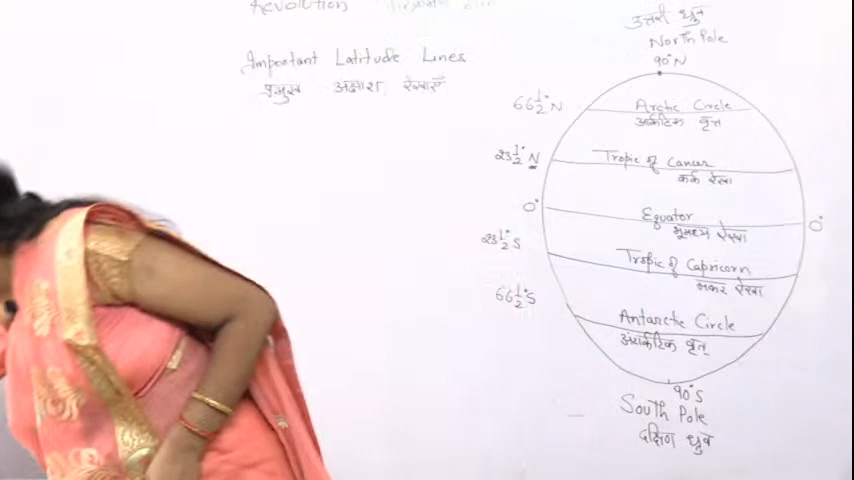 Revolution
Important Latitude Lines
प्रमुख अक्षांश रेखाएँ
उत्तरी ध्रुव
North Pole
90° N
66½° N
Arctic Circle
आर्कटिक वृत्त
23½° N
Tropic of Cancer
कर्क रेखा
0°
Equator
0°
भूमध्य रेखा
23½° S
Tropic of Capricorn
मकर रेखा
66½° S
Antarctic Circle
अंटार्कटिक वृत्
90° S
South Pole
दक्षिण ध्रुव